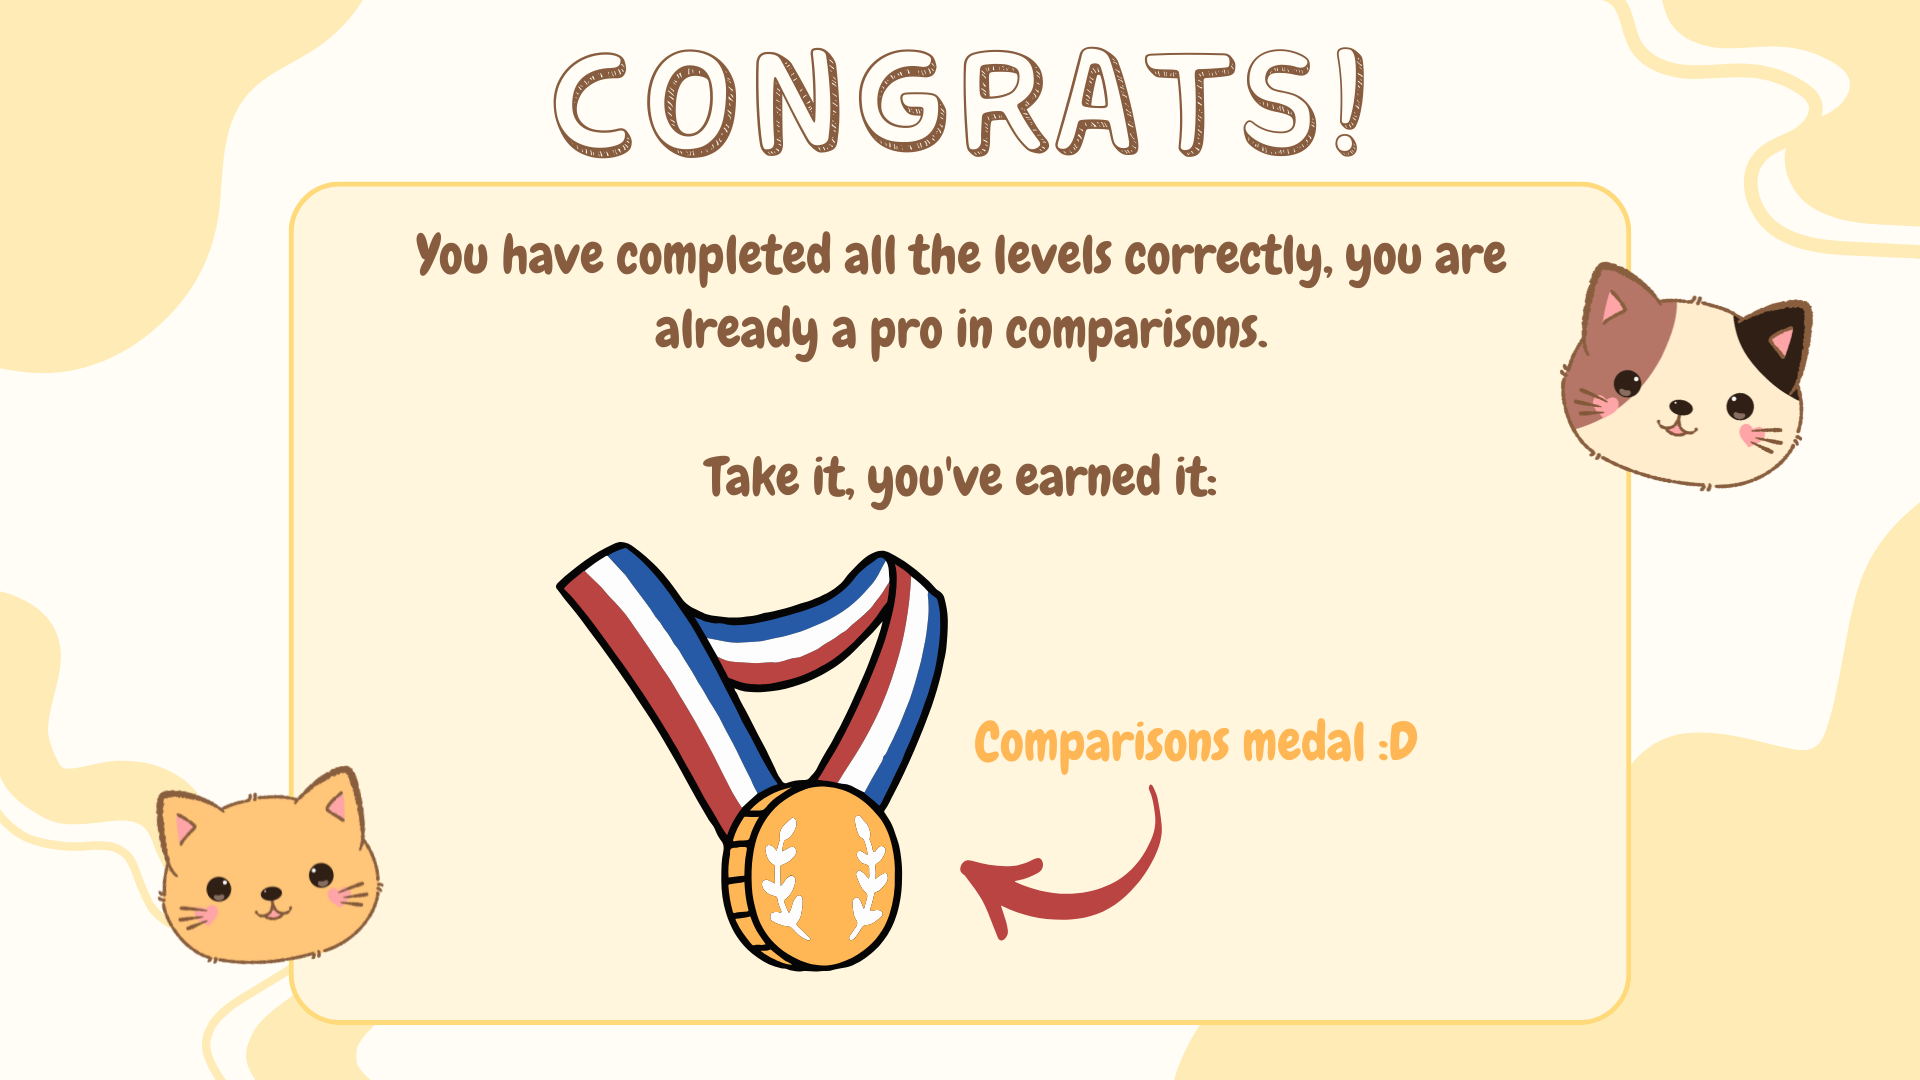 CONGRATS!
You have completed all the levels correctly, you are
already a pro in comparisons.
Take it, you've earned it:
Comparisons medal :D